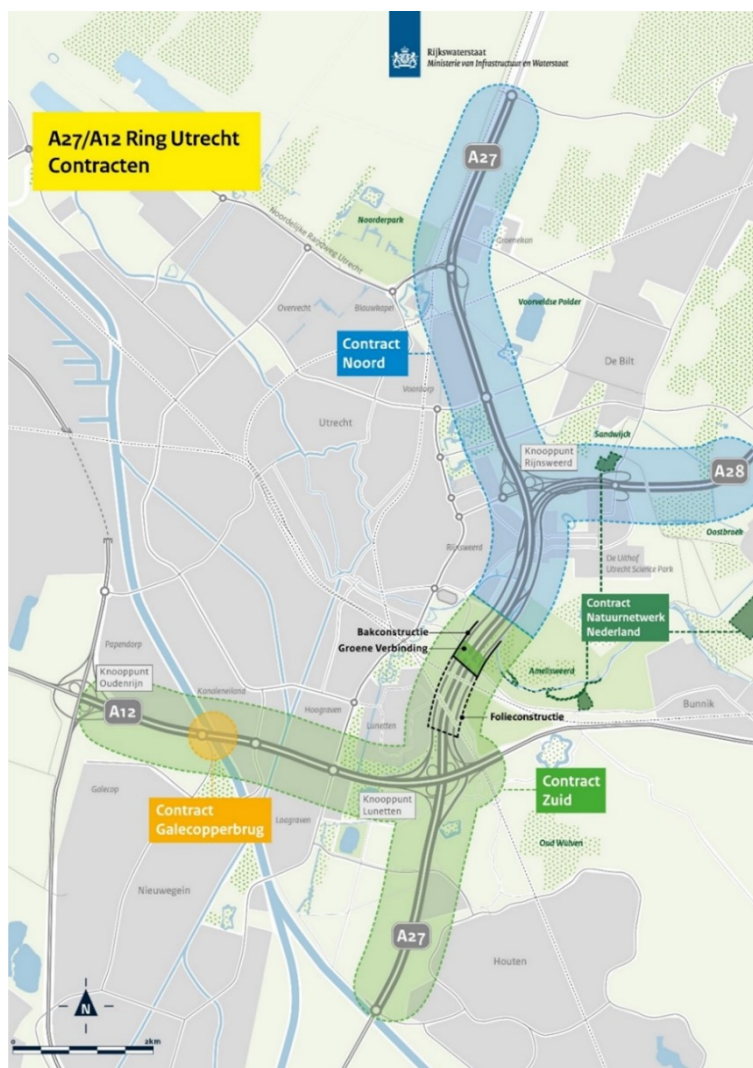 Rijkswaterstaat
Ministerie van Infrastructuur en Waterstaat
A27/A12 Ring Utrecht
Contracten
A27
Noorderpark
Groenekan
Noordelijke Randweg Utrecht
Overvecht
Blauwkapel
Voorveldse Polder
Contract
Noord
De Bilt
Voordorp
Utrecht
Sandwijck
Knooppunt
Rijnsweerd
A28
Oostbroek
Rijnsweerd
De Uithof
Utrecht Science Park
Contract
Natuurnetwerk
Nederland
Bakconstructie
Groene Verbinding
Papendorp
Amelisweerd
Knooppunt
Oudenrijn
Kanaleneiland
Bunnik
A12
Hoograven
Lunetten
Folieconstructie
Galecop
Contract
Galecopperbrug
Knooppunt
Lunetten
Contract
Zuid
Laagraven
Oud Wulven
Nieuwegein
A27
Houten
N
0
2km